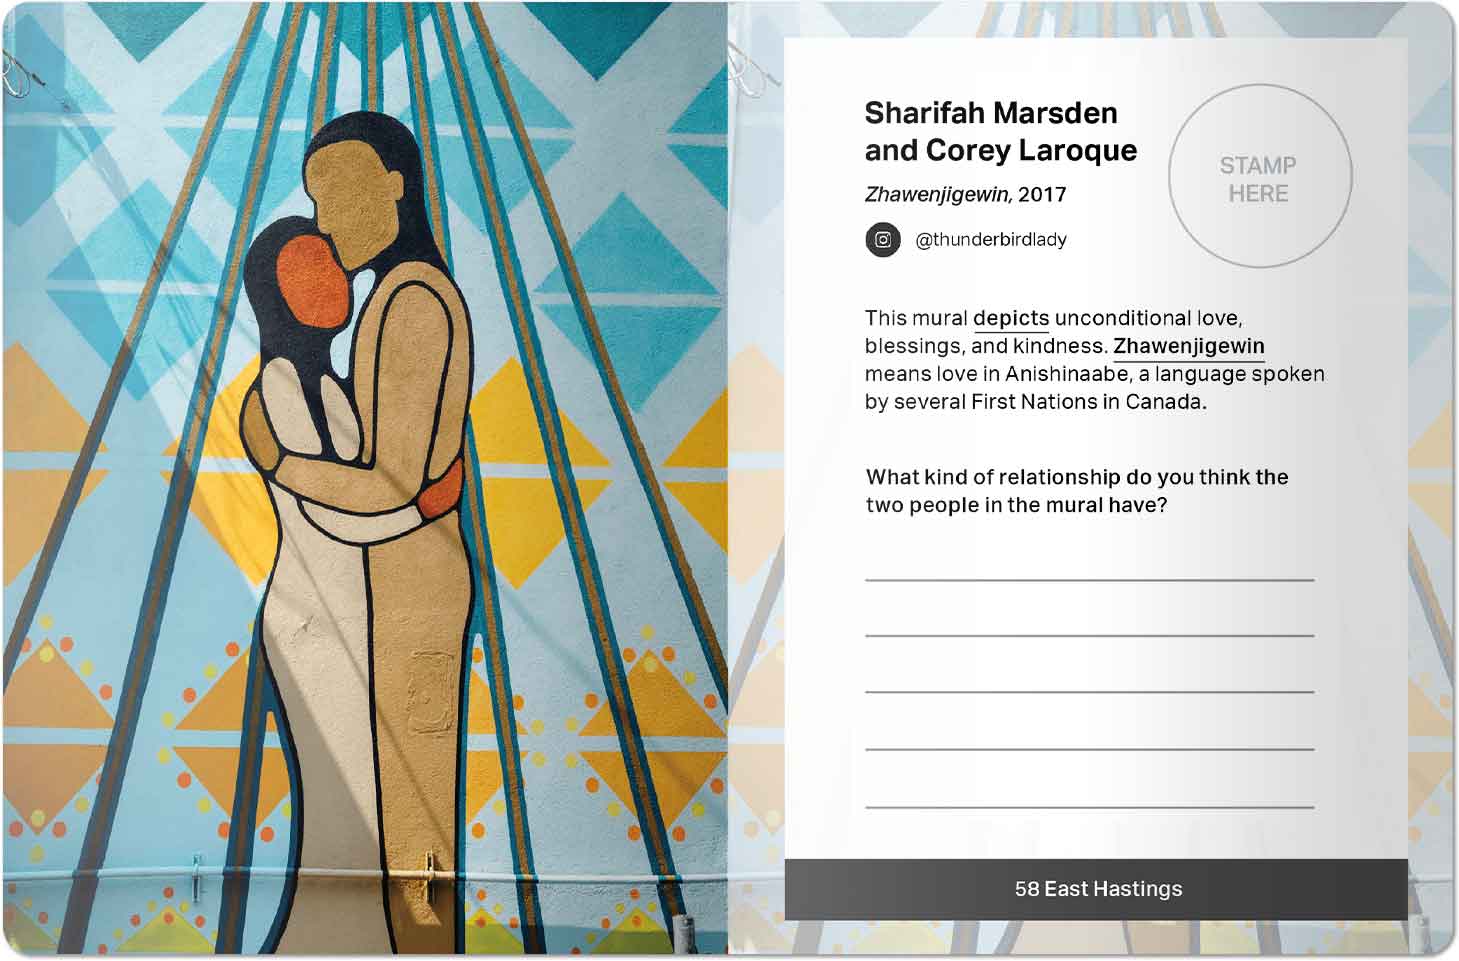 Sharifah Marsden
and Corey Laroque
Zhawenjigewin, 2017
@thunderbirdlady
STAMP
HERE
This mural depicts unconditional love,
blessings, and kindness. Zhawenjigewin
means love in Anishinaabe, a language spoken
by several First Nations in Canada.
What kind of relationship do you think the
two people in the mural have?
58 East Hastings